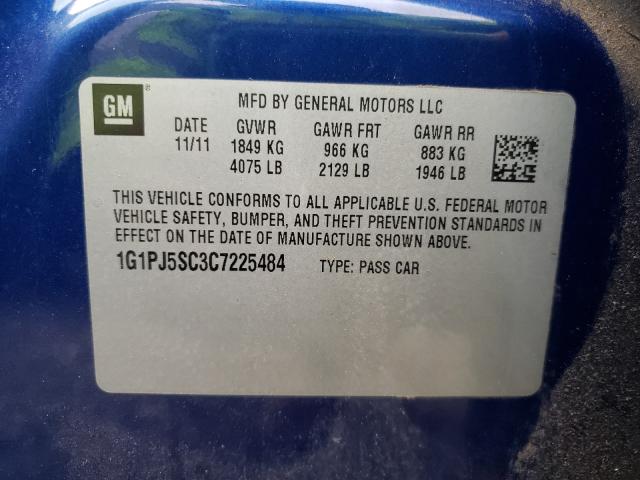 GM ®
MFD BY GENERAL MOTORS LLC
DATE GVWR GAWR FRT GAWR RR
11/11 1849 KG 966 KG 883 KG
4075 LB 2129 LB 1946 LB
THIS VEHICLE CONFORMS TO ALL APPLICABLE U.S. FEDERAL MOTOR
VEHICLE SAFETY, BUMPER, AND THEFT PREVENTION STANDARDS IN
EFFECT ON THE DATE OF MANUFACTURE SHOWN ABOVE.
1G1PJ5SC3C7225484 TYPE: PASS CAR